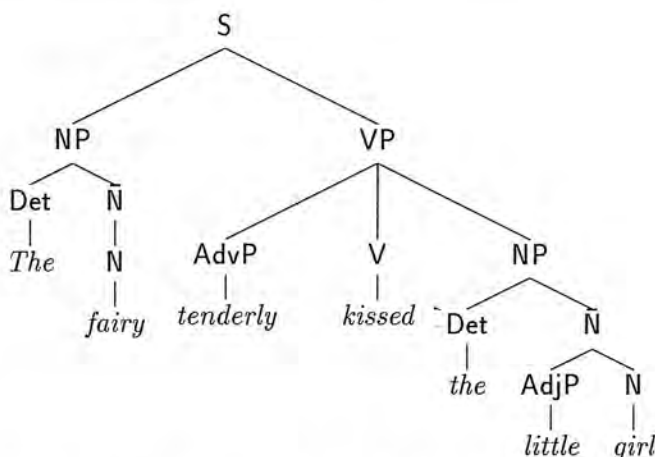 S
NP VP
Det N̄
AdvP V NP
The N
fairy tenderly kissed Det N̄
the AdjP N
little girl